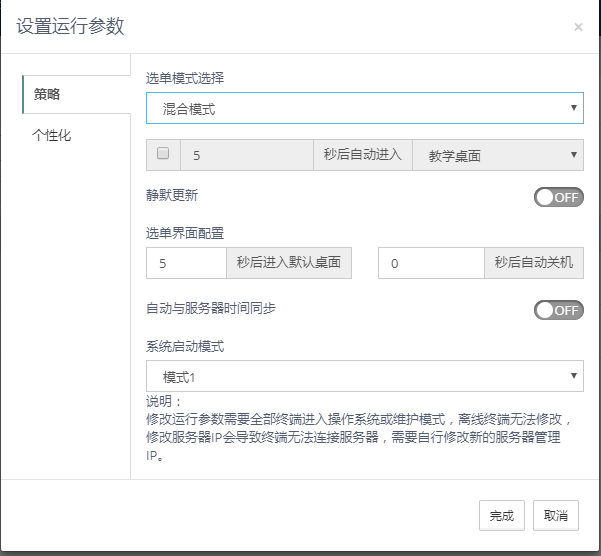 设置运行参数
×
策略
个性化
选单模式选择
混合模式
5 秒后自动进入 教学桌面
静默更新 OFF
选单界面配置
5 秒后进入默认桌面 0 秒后自动关机
自动与服务器时间同步 OFF
系统启动模式
模式1
说明：
修改运行参数需要全部终端进入操作系统或维护模式，离线终端无法修改，
修改服务器IP会导致终端无法连接服务器，需要自行修改新的服务器管理
IP。
完成 取消